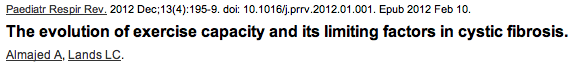 Paediatr Respir Rev. 2012 Dec;13(4):195-9. doi: 10.1016/j.prrv.2012.01.001. Epub 2012 Feb 10.
The evolution of exercise capacity and its limiting factors in cystic fibrosis.
Almajed A, Lands LC.